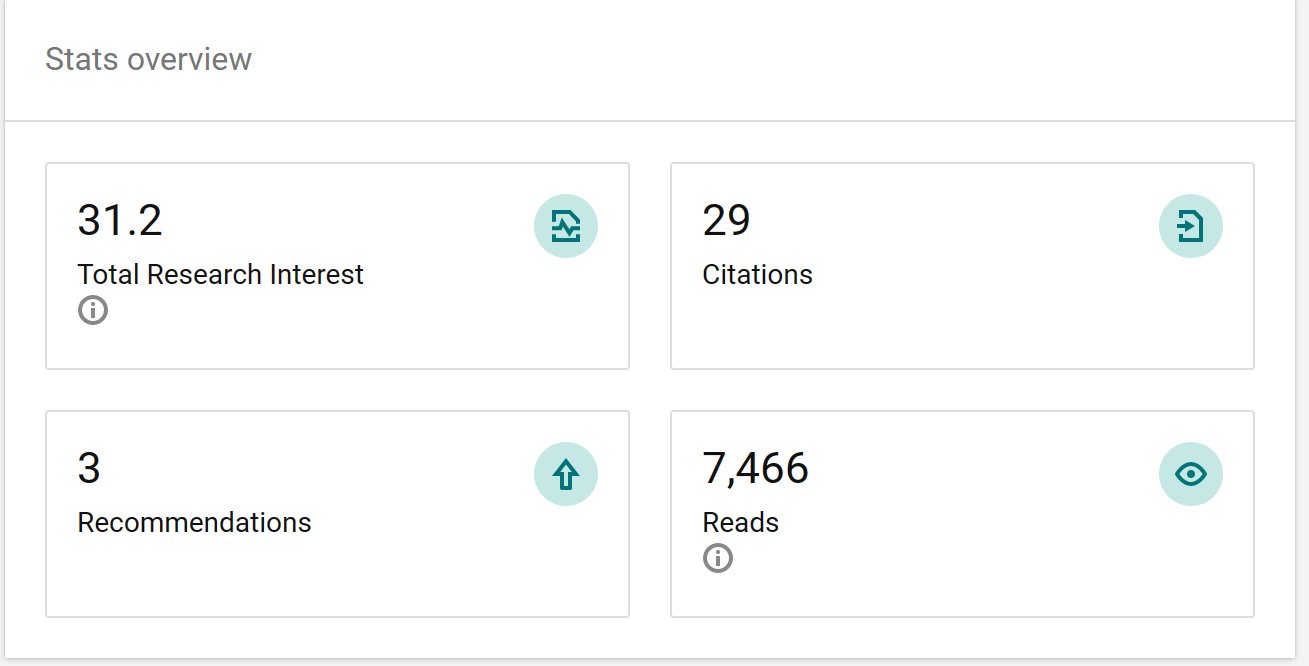 Stats overview
31.2
Total Research Interest
29
Citations
3
Recommendations
7,466
Reads